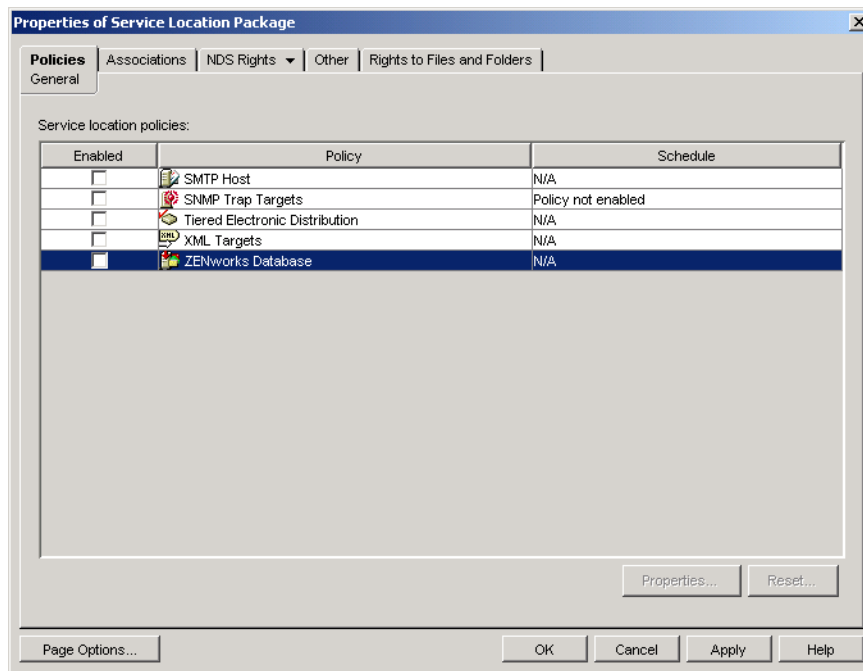 Properties of Service Location Package
Policies Associations NDS Rights Other Rights to Files and Folders
General
Service location policies:
Enabled Policy Schedule
SMTP Host N/A
SNMP Trap Targets Policy not enabled
Tiered Electronic Distribution N/A
XML XML Targets N/A
ZENworks Database N/A
Properties... Reset...
Page Options... OK Cancel Apply Help